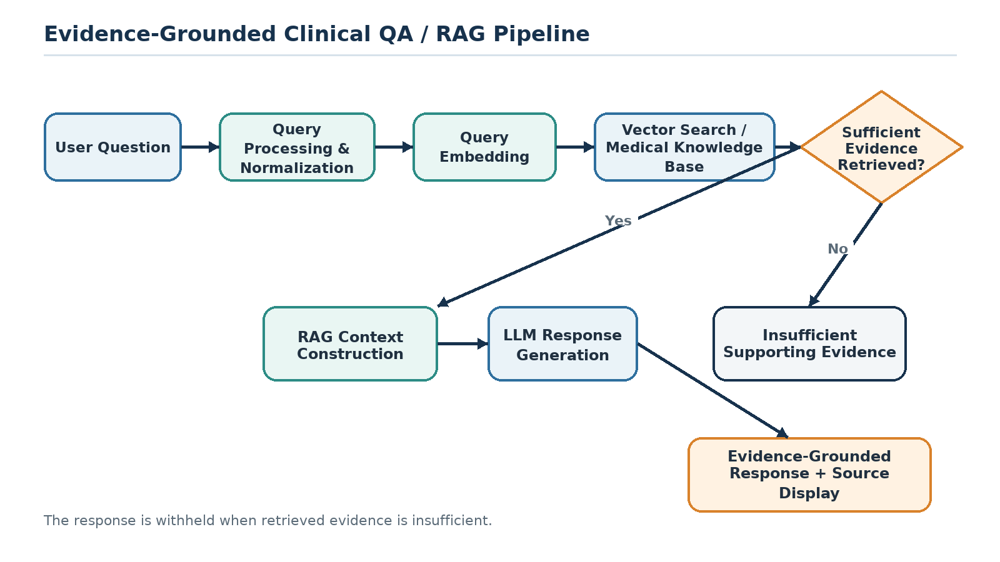 Evidence-Grounded Clinical QA / RAG Pipeline
User Question
Query
Processing &
Normalization
Query
Embedding
Vector Search /
Medical Knowledge
Base
Sufficient
Evidence
Retrieved?
Yes
No
RAG Context
Construction
LLM Response
Generation
Insufficient
Supporting Evidence
Evidence-Grounded
Response + Source
Display
The response is withheld when retrieved evidence is insufficient.